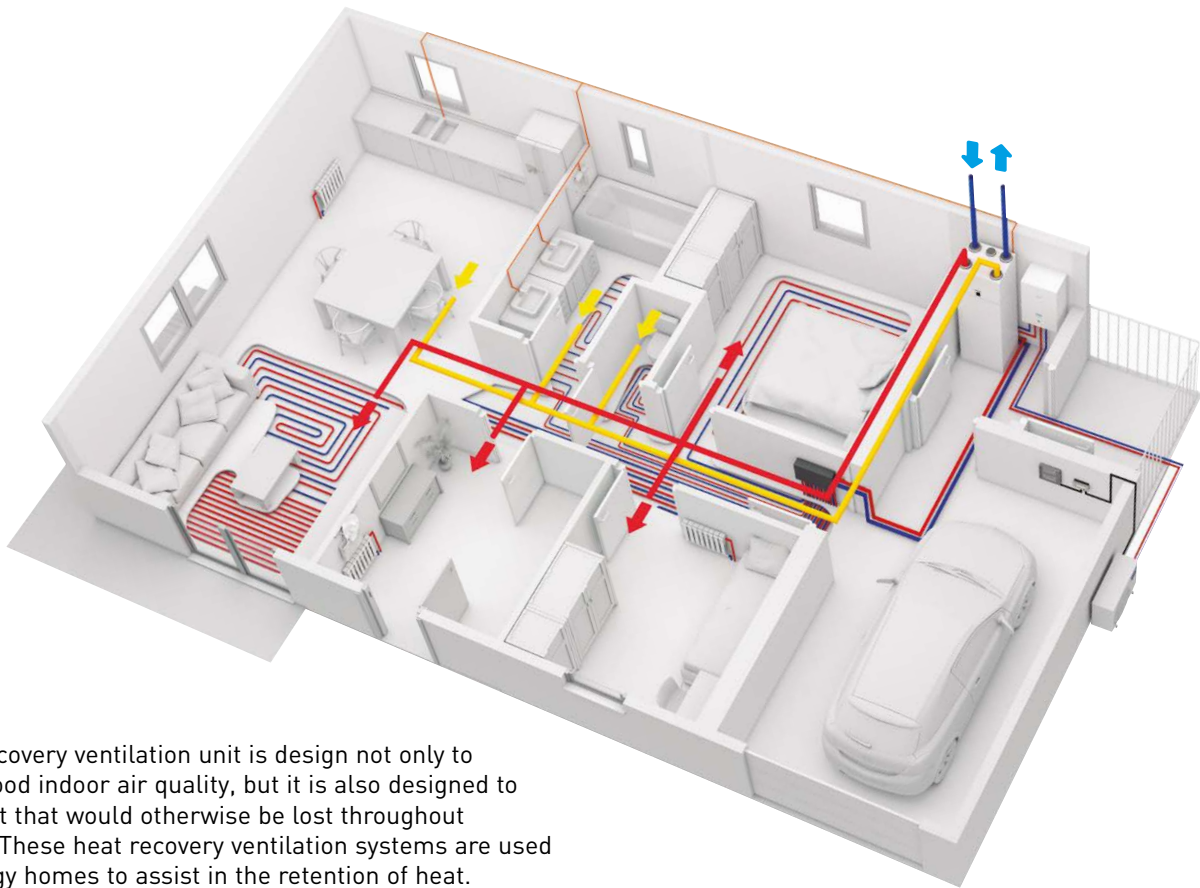 covery ventilation unit is design not only to
ood indoor air quality, but it is also designed to
t that would otherwise be lost throughout
These heat recovery ventilation systems are used
gy homes to assist in the retention of heat.